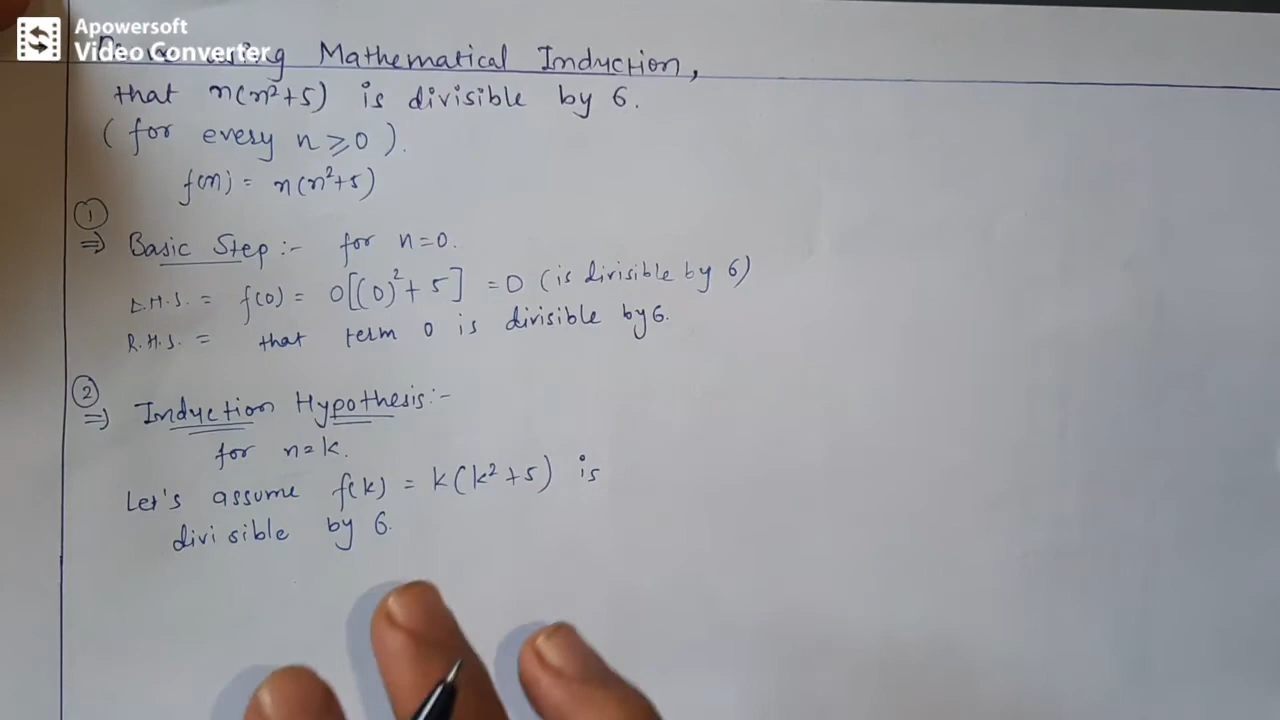 Apowersoft
Video Converter
using Mathematical Induction,
that n(n²+5) is divisible by 6.
(for every n ≥ 0).
f(n) = n(n²+5)
①
⇒ Basic Step :- for n=0.
L.H.S. = f(0) = 0[(0)²+5] = 0 (is divisible by 6)
R.H.S. = that term 0 is divisible by 6.
②
⇒ Induction Hypothesis :-
for n=k.
Let's assume f(k) = k(k²+5) is
divisible by 6.